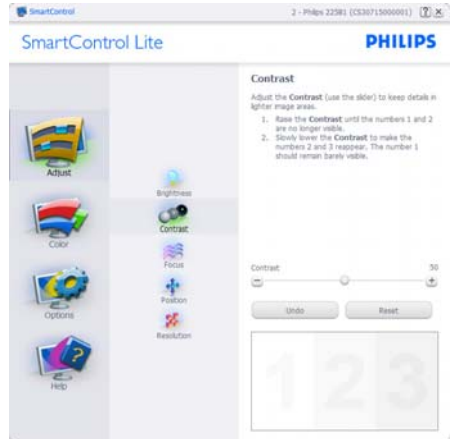 SmartControl
2 - Philips 225B1 (CS30715000001)
SmartControl Lite
PHILIPS
Adjust
Color
Options
Help
Brightness
Contrast
Focus
Position
Resolution
Contrast
Adjust the Contrast (use the slider) to keep details in
lighter image areas.
1. Raise the Contrast until the numbers 1 and 2
are no longer visible.
2. Slowly lower the Contrast to make the
numbers 2 and 3 reappear. The number 1
should remain barely visible.
Contrast 50
Undo Reset
1 2 3